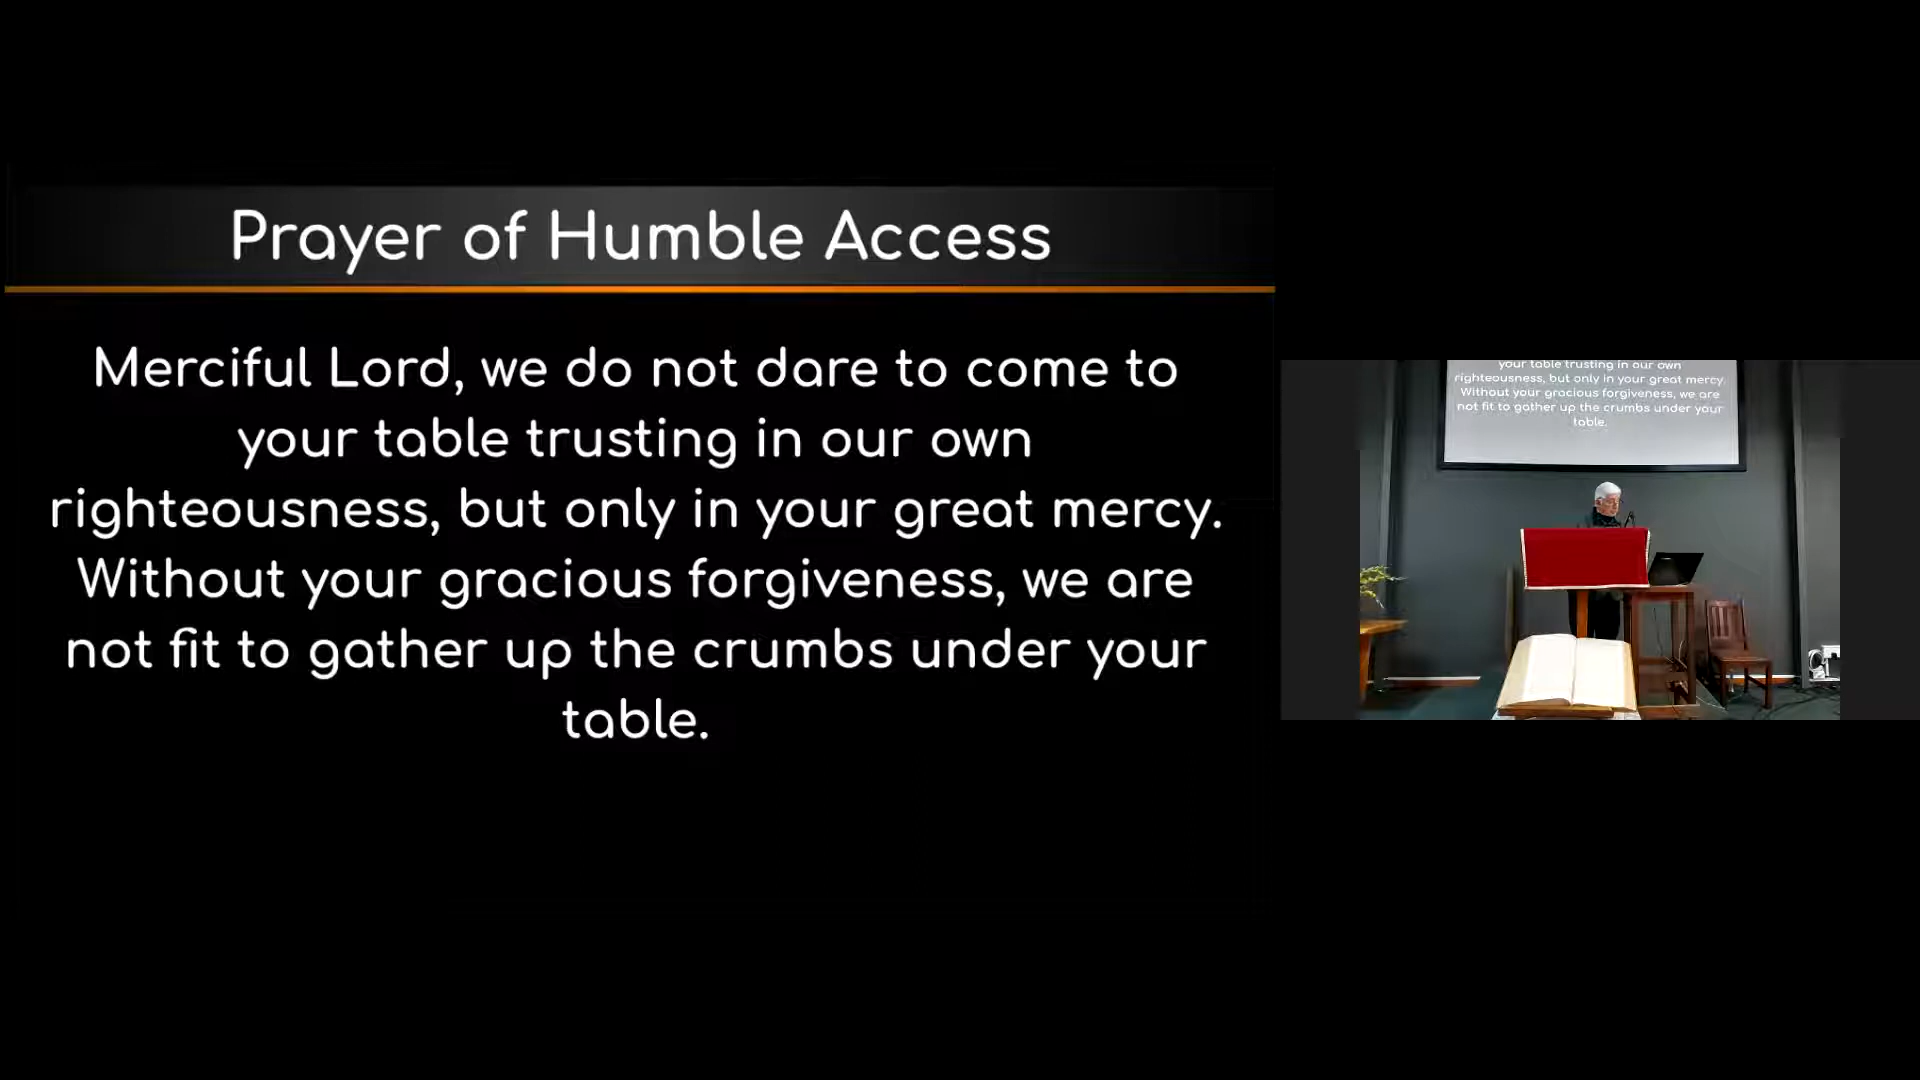 Prayer of Humble Access
Merciful Lord, we do not dare to come to
your table trusting in our own
righteousness, but only in your great mercy.
Without your gracious forgiveness, we are
not fit to gather up the crumbs under your
table.
your table trusting in our own
righteousness, but only in your great mercy.
Without your gracious forgiveness, we are
not fit to gather up the crumbs under your
table.